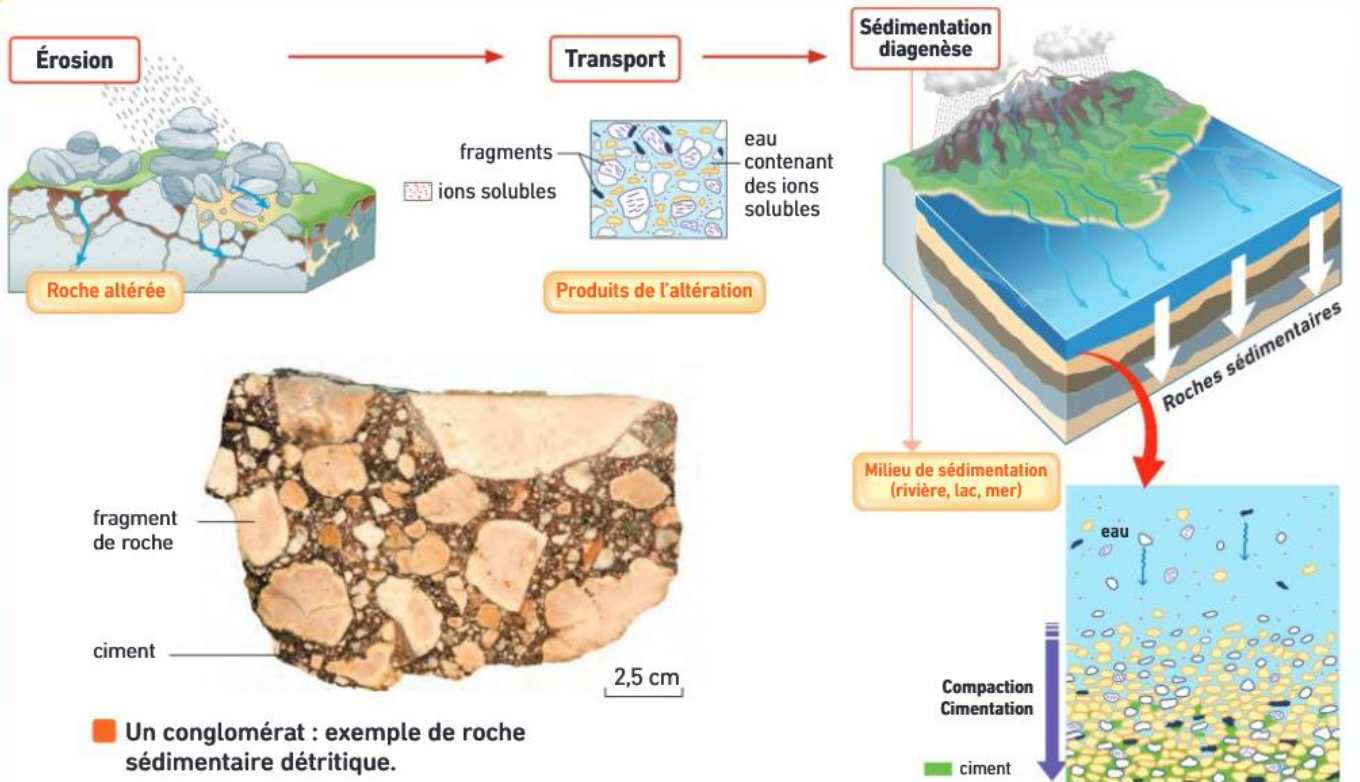 Érosion
Transport
Sédimentation
diagenèse
fragments
ions solubles
eau
contenant
des ions
solubles
Roche altérée
Produits de l'altération
Roches sédimentaires
Milieu de sédimentation
(rivière, lac, mer)
fragment
de roche
ciment
2,5 cm
Un conglomérat : exemple de roche
sédimentaire détritique.
eau
Compaction
Cimentation
ciment